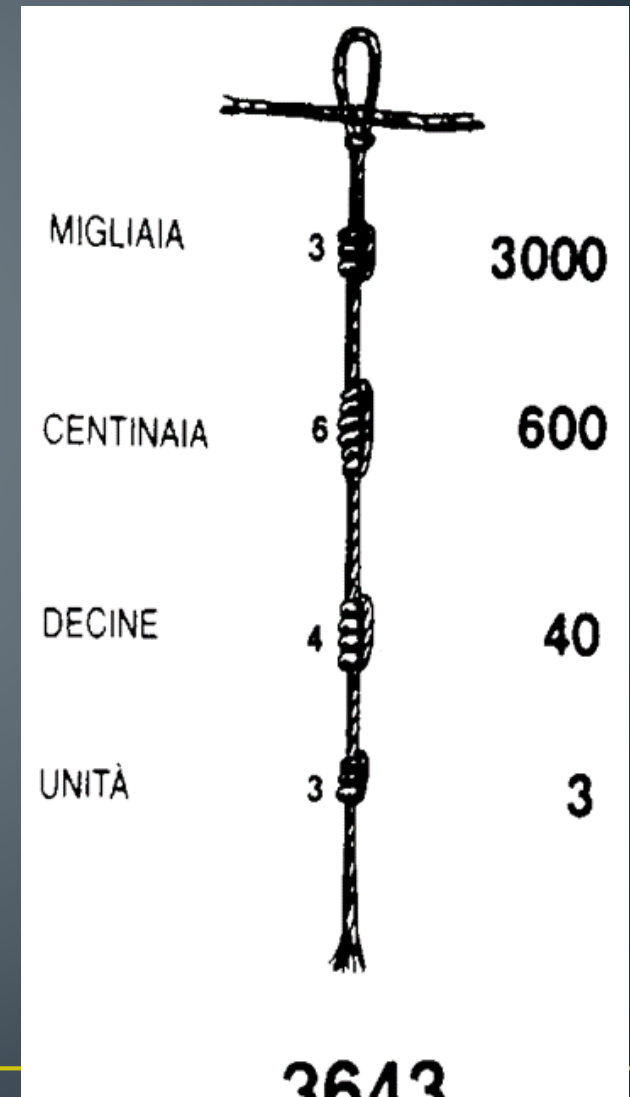 MIGLIAIA 3 3000
CENTINAIA 6 600
DECINE 4 40
UNITÀ 3 3
3643